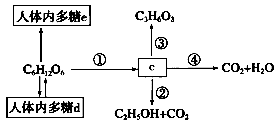 人体内多糖e
C₃H₆O₃
③
C₆H₁₂O₆
①
c
④
CO₂+H₂O
②
人体内多糖d
C₂H₅OH+CO₂